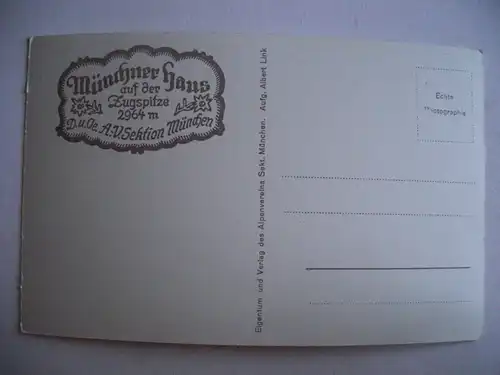 Münchner Haus
auf der
Zugspitze
2964 m
D. u. Oe. A.V. Sektion München
Eigentum und Verlag des Alpenvereins Sekt. München. Aufg. Albert Link
Echte
Photographie